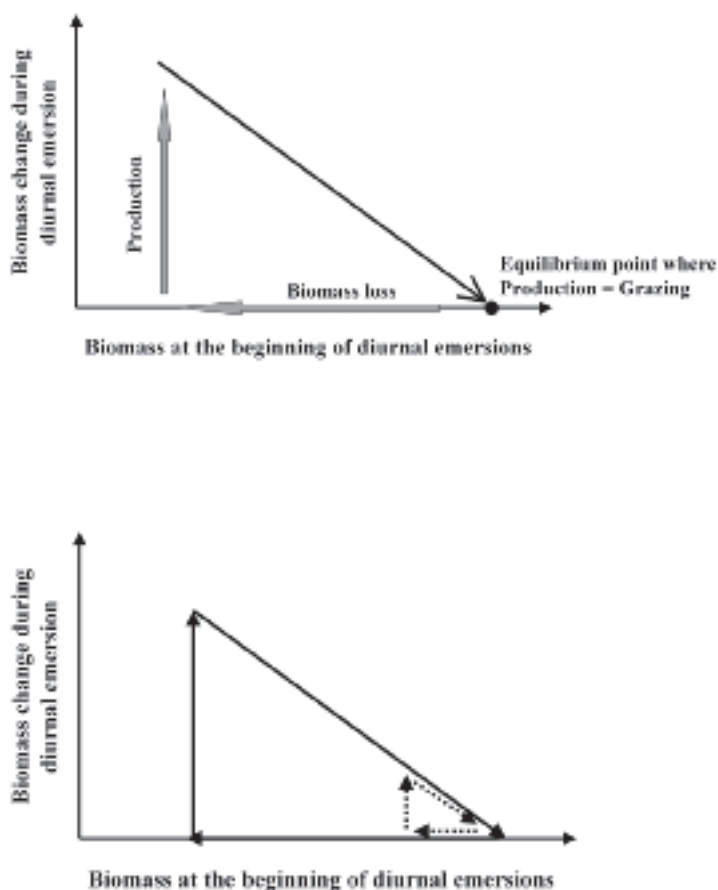 Biomass change during
diurnal emersion
Production
Biomass loss
Equilibrium point where
Production = Grazing
Biomass at the beginning of diurnal emersions
Biomass change during
diurnal emersion
Biomass at the beginning of diurnal emersions